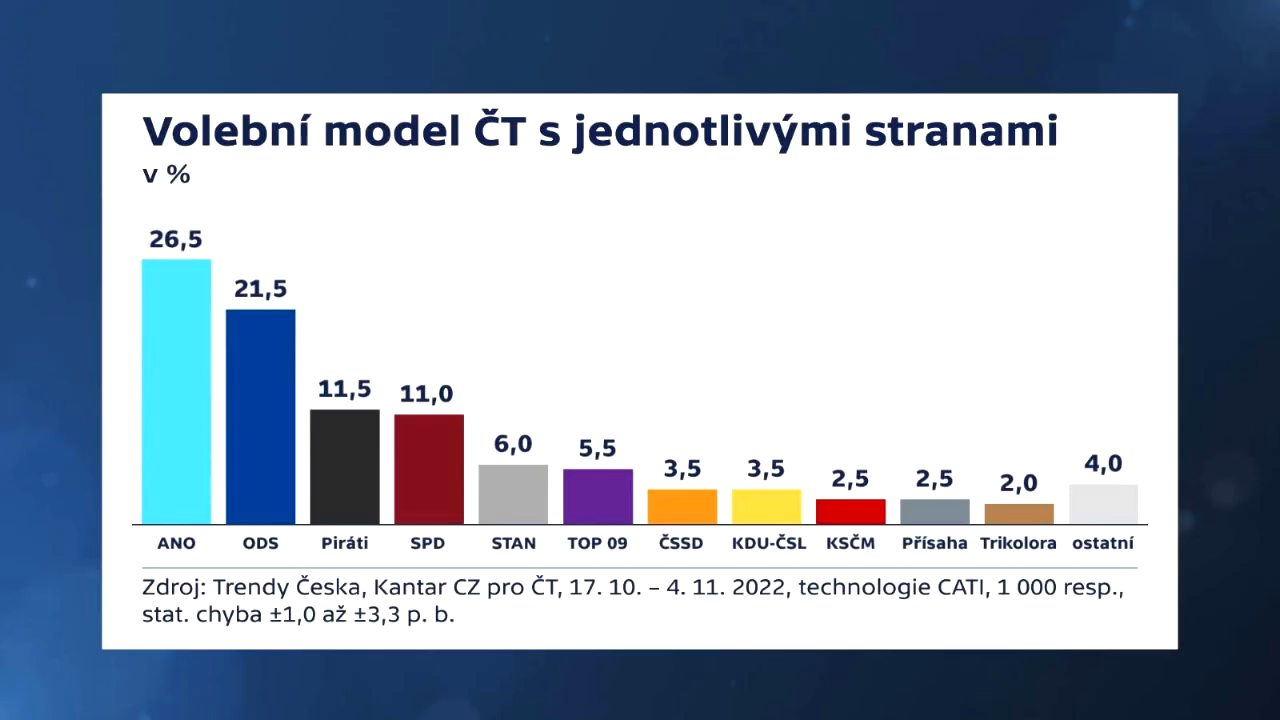 Volební model ČT s jednotlivými stranami
v %
26,5
21,5
11,5
11,0
6,0
5,5
3,5
3,5
2,5
2,5
2,0
4,0
ANO ODS Piráti SPD STAN TOP 09 ČSSD KDU-ČSL KSČM Přísaha Trikolora ostatní
Zdroj: Trendy Česka, Kantar CZ pro ČT, 17. 10. – 4. 11. 2022, technologie CATI, 1 000 resp.,
stat. chyba ±1,0 až ±3,3 p. b.